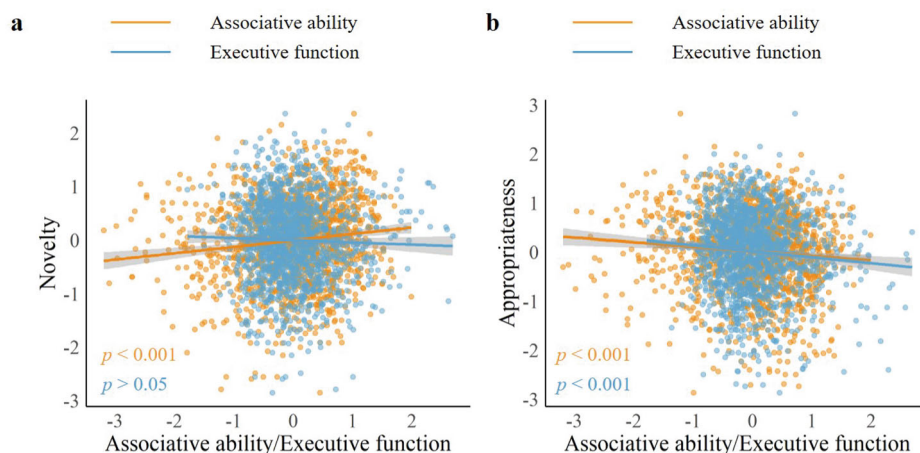 a
Associative ability
Executive function
Novelty
2
1
0
-1
-2
-3
p < 0.001
p > 0.05
-3 -2 -1 0 1 2
Associative ability/Executive function
b
Associative ability
Executive function
Appropriateness
3
2
1
0
-1
-2
-3
p < 0.001
p < 0.001
-3 -2 -1 0 1 2
Associative ability/Executive function